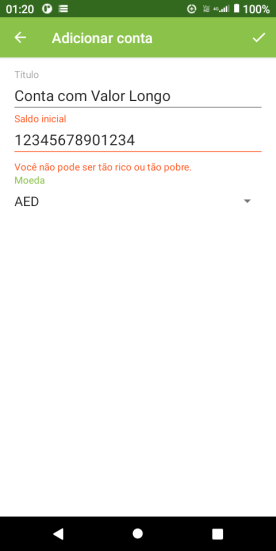 01:20
100%
Adicionar conta
Título
Conta com Valor Longo
Saldo inicial
12345678901234
Você não pode ser tão rico ou tão pobre.
Moeda
AED